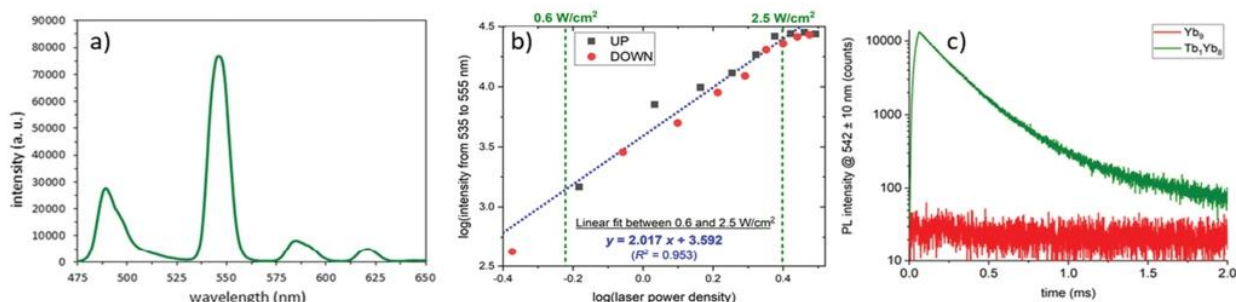 a)
intensity (a. u.)
90000
80000
70000
60000
50000
40000
30000
20000
10000
0
475 500 525 550 575 600 625 650
wavelength (nm)
0.6 W/cm² 2.5 W/cm²
b)
UP
DOWN
log(intensity from 535 to 555 nm)
4.5
4.0
3.5
3.0
2.5
Linear fit between 0.6 and 2.5 W/cm²
y = 2.017 x + 3.592
(R² = 0.953)
-0.4 -0.2 0.0 0.2 0.4
log(laser power density)
c)
Yb₉
Tb₁Yb₈
PL intensity @ 542 ± 10 nm (counts)
10000
1000
100
10
0.0 0.5 1.0 1.5 2.0
time (ms)